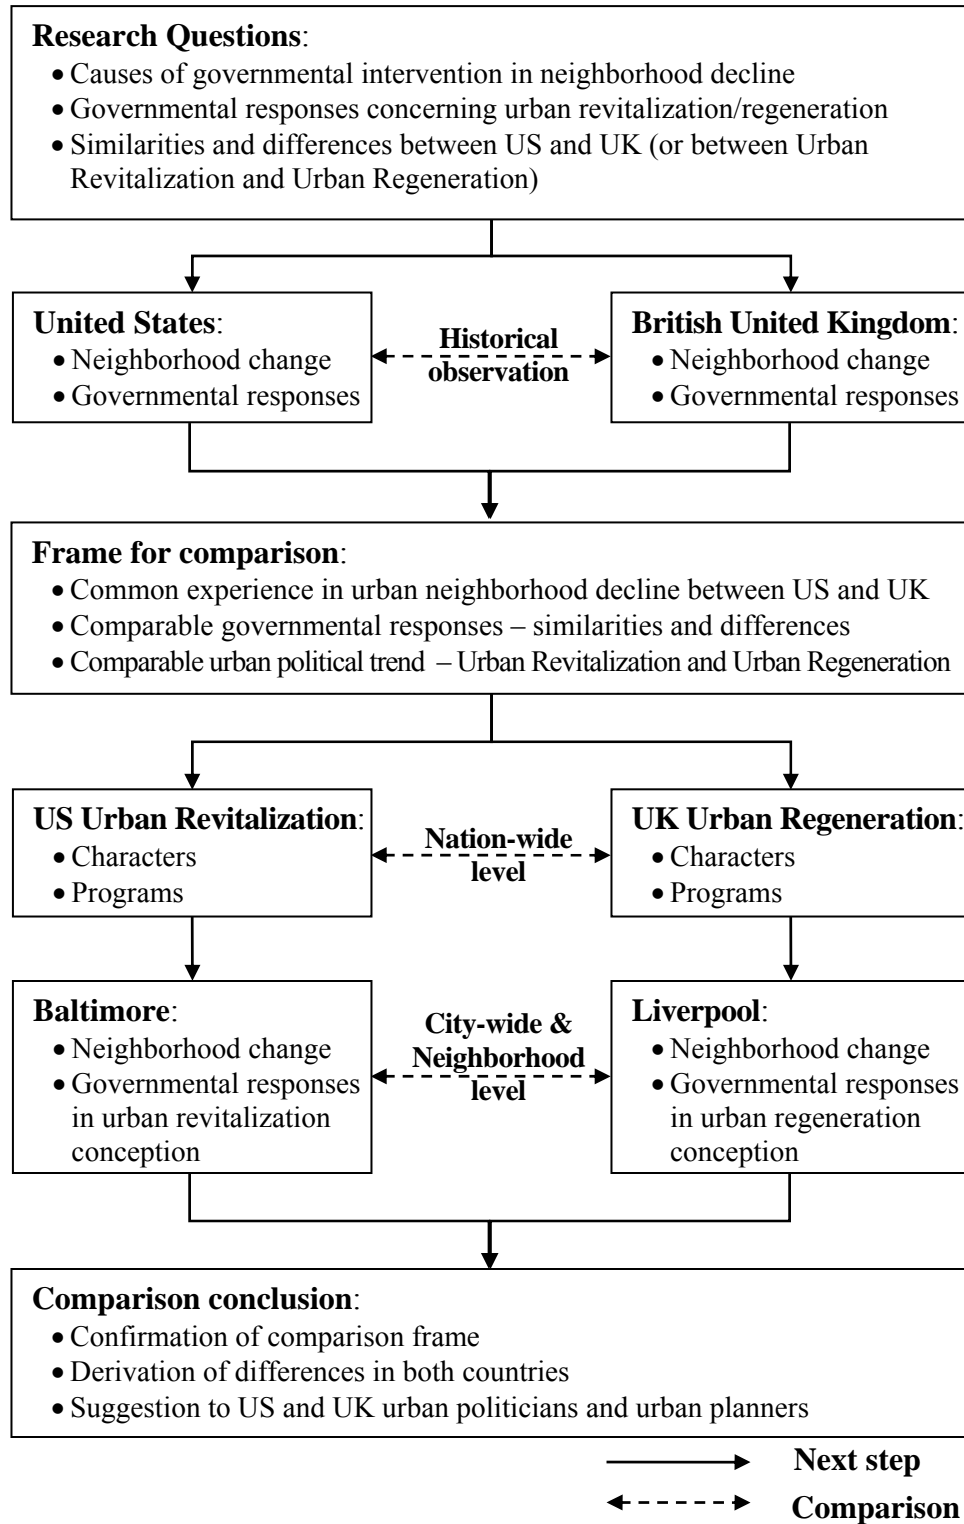 Research Questions:
• Causes of governmental intervention in neighborhood decline
• Governmental responses concerning urban revitalization/regeneration
• Similarities and differences between US and UK (or between Urban
Revitalization and Urban Regeneration)
United States:
• Neighborhood change
• Governmental responses
Historical
observation
British United Kingdom:
• Neighborhood change
• Governmental responses
Frame for comparison:
• Common experience in urban neighborhood decline between US and UK
• Comparable governmental responses – similarities and differences
• Comparable urban political trend – Urban Revitalization and Urban Regeneration
US Urban Revitalization:
• Characters
• Programs
Nation-wide
level
UK Urban Regeneration:
• Characters
• Programs
Baltimore:
• Neighborhood change
• Governmental responses
in urban revitalization
conception
City-wide &
Neighborhood
level
Liverpool:
• Neighborhood change
• Governmental responses
in urban regeneration
conception
Comparison conclusion:
• Confirmation of comparison frame
• Derivation of differences in both countries
• Suggestion to US and UK urban politicians and urban planners
Next step
Comparison